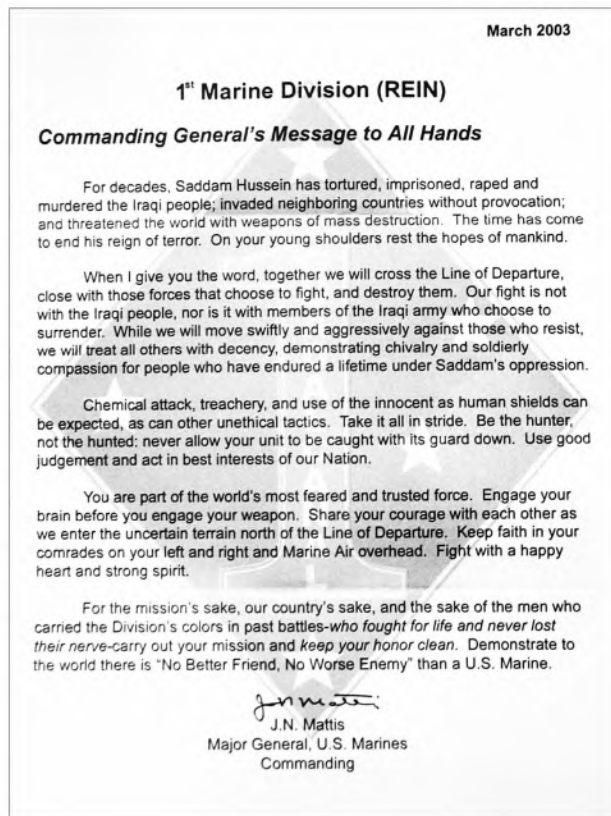 March 2003
1st Marine Division (REIN)
Commanding General's Message to All Hands
For decades, Saddam Hussein has tortured, imprisoned, raped and
murdered the Iraqi people; invaded neighboring countries without provocation;
and threatened the world with weapons of mass destruction. The time has come
to end his reign of terror. On your young shoulders rest the hopes of mankind.
When I give you the word, together we will cross the Line of Departure,
close with those forces that choose to fight, and destroy them. Our fight is not
with the Iraqi people, nor is it with members of the Iraqi army who choose to
surrender. While we will move swiftly and aggressively against those who resist,
we will treat all others with decency, demonstrating chivalry and soldierly
compassion for people who have endured a lifetime under Saddam's oppression.
Chemical attack, treachery, and use of the innocent as human shields can
be expected, as can other unethical tactics. Take it all in stride. Be the hunter,
not the hunted: never allow your unit to be caught with its guard down. Use good
judgement and act in best interests of our Nation.
You are part of the world's most feared and trusted force. Engage your
brain before you engage your weapon. Share your courage with each other as
we enter the uncertain terrain north of the Line of Departure. Keep faith in your
comrades on your left and right and Marine Air overhead. Fight with a happy
heart and strong spirit.
For the mission's sake, our country's sake, and the sake of the men who
carried the Division's colors in past battles-who fought for life and never lost
their nerve-carry out your mission and keep your honor clean. Demonstrate to
the world there is "No Better Friend, No Worse Enemy" than a U.S. Marine.
J.N. Mattis
J.N. Mattis
Major General, U.S. Marines
Commanding